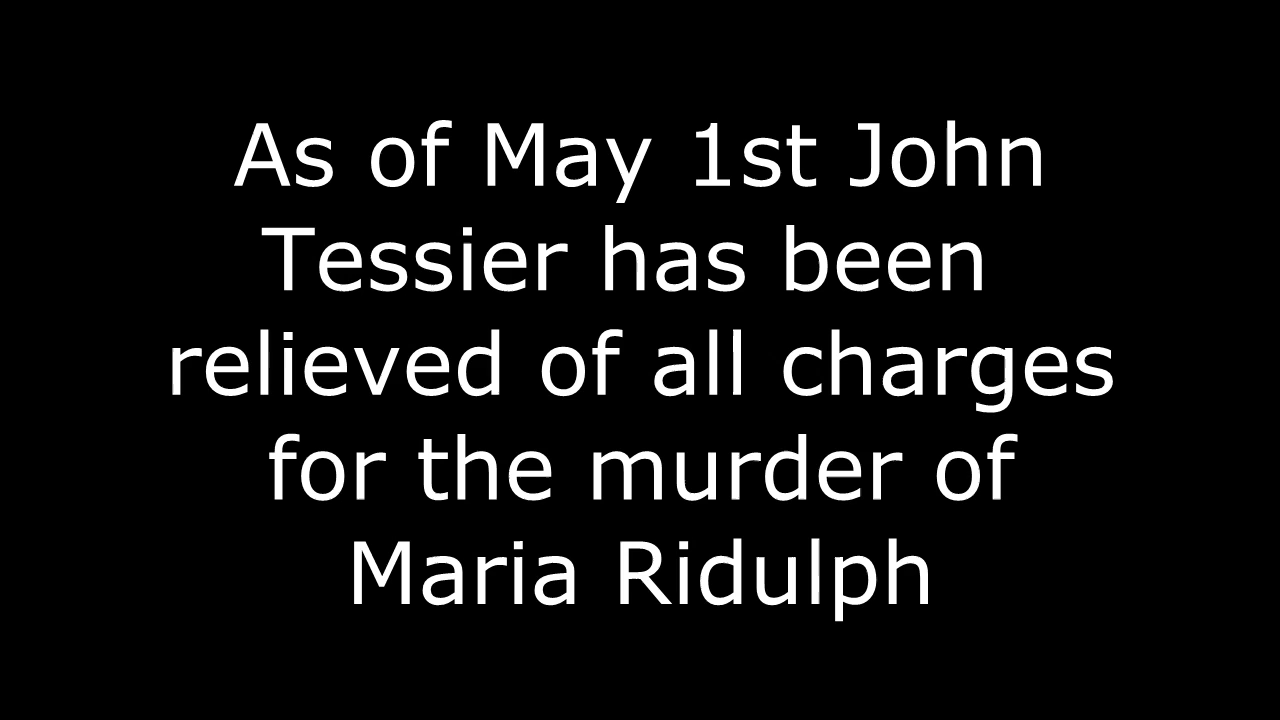 As of May 1st John
Tessier has been
relieved of all charges
for the murder of
Maria Ridulph